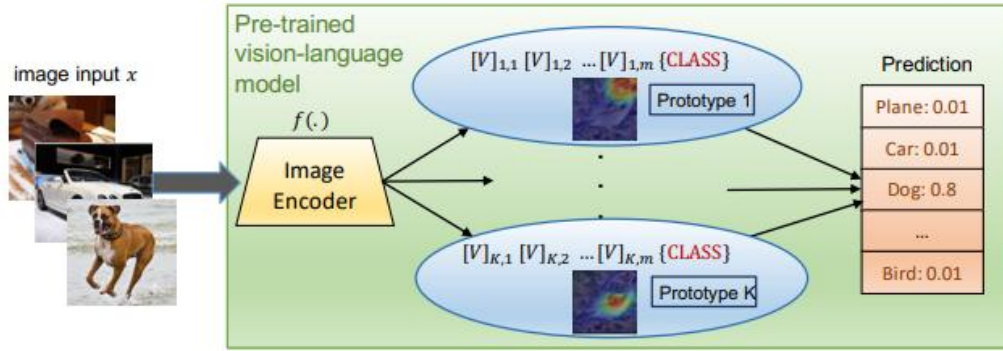 Pre-trained
vision-language
model
image input x
f(.)
Image
Encoder
[V]₁,₁ [V]₁,₂ ...[V]₁,ₘ {CLASS}
Prototype 1
.
.
.
[V]K,₁ [V]K,₂ ...[V]K,ₘ {CLASS}
Prototype K
Prediction
Plane: 0.01
Car: 0.01
Dog: 0.8
...
Bird: 0.01